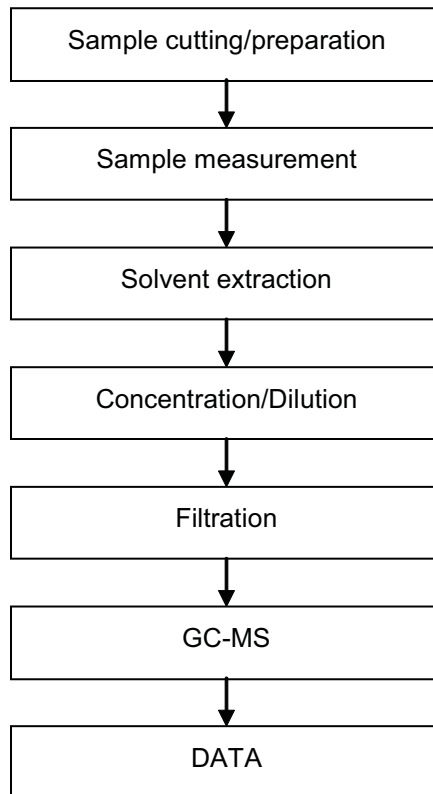 Sample cutting/preparation
Sample measurement
Solvent extraction
Concentration/Dilution
Filtration
GC-MS
DATA